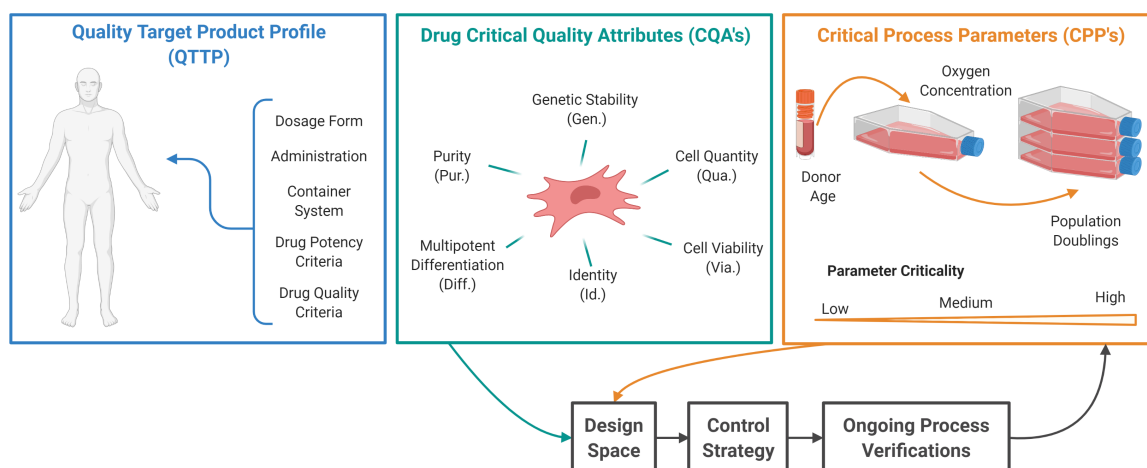 Quality Target Product Profile
(QTTP)
Dosage Form
Administration
Container
System
Drug Potency
Criteria
Drug Quality
Criteria
Drug Critical Quality Attributes (CQA's)
Genetic Stability
(Gen.)
Purity
(Pur.)
Cell Quantity
(Qua.)
Multipotent
Differentiation
(Diff.)
Identity
(Id.)
Cell Viability
(Via.)
Critical Process Parameters (CPP's)
Oxygen
Concentration
Donor
Age
Population
Doublings
Parameter Criticality
Low
Medium
High
Design
Space
Control
Strategy
Ongoing Process
Verifications